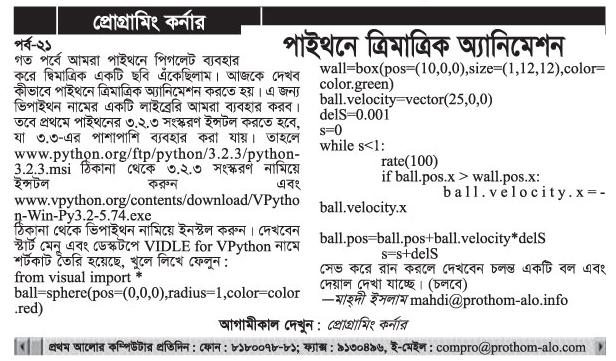 প্রোগ্রামিং কর্নার
পাইথনে ত্রিমাত্রিক অ্যানিমেশন
পর্ব-২১
গত পর্বে আমরা পাইথনে পিগলেট ব্যবহার
করে দ্বিমাত্রিক একটি ছবি এঁকেছিলাম। আজকে দেখব
কীভাবে পাইথনে ত্রিমাত্রিক অ্যানিমেশন করতে হয়। এ জন্য
ভিপাইথন নামের একটি লাইব্রেরি আমরা ব্যবহার করব।
তবে প্রথমে পাইথনের ৩.২.৩ সংস্করণ ইন্সটল করতে হবে,
যা ৩.৩-এর পাশাপাশি ব্যবহার করা যায়। তাহলে
www.python.org/ftp/python/3.2.3/python-
3.2.3.msi ঠিকানা থেকে ৩.২.৩ সংস্করণ নামিয়ে
ইন্সটল করুন এবং
www.vpython.org/contents/download/VPytho
n-Win-Py3.2-5.74.exe
ঠিকানা থেকে ভিপাইথন নামিয়ে ইনস্টল করুন। দেখবেন
স্টার্ট মেনু এবং ডেস্কটপে VIDLE for VPython নামে
শর্টকাট তৈরি হয়েছে, খুলে লিখে ফেলুন :
from visual import *
ball=sphere(pos=(0,0,0),radius=1,color=color
.red)
wall=box(pos=(10,0,0),size=(1,12,12),color=
color.green)
ball.velocity=vector(25,0,0)
delS=0.001
s=0
while s<1:
rate(100)
if ball.pos.x > wall.pos.x:
ball.velocity.x=-
ball.velocity.x
ball.pos=ball.pos+ball.velocity*delS
s=s+delS
সেভ করে রান করলে দেখবেন চলন্ত একটি বল এবং
দেয়াল দেখা যাচ্ছে। (চলবে)
—মাহ্দী ইসলাম mahdi@prothom-alo.info
আগামীকাল দেখুন : প্রোগ্রামিং কর্নার
প্রথম আলোর কম্পিউটার প্রতিদিন : ফোন : ৮১৮০০৭৮-৮১; ফ্যাক্স : ৯১৩০৪৯৬, ই-মেইল : compro@prothom-alo.com